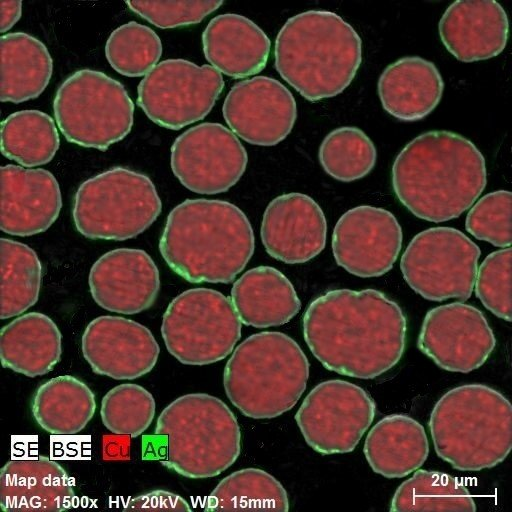 SE BSE Cu Ag
Map data
MAG: 1500x HV: 20kV WD: 15mm
20 µm